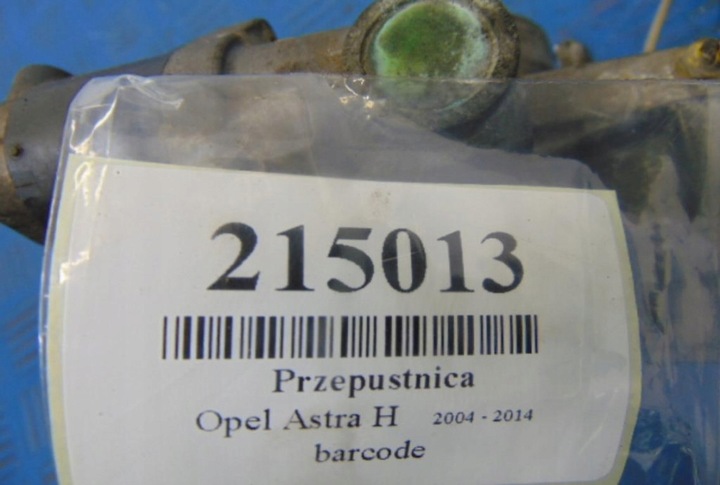 215013
Przepustnica
Opel Astra H 2004 - 2014
barcode